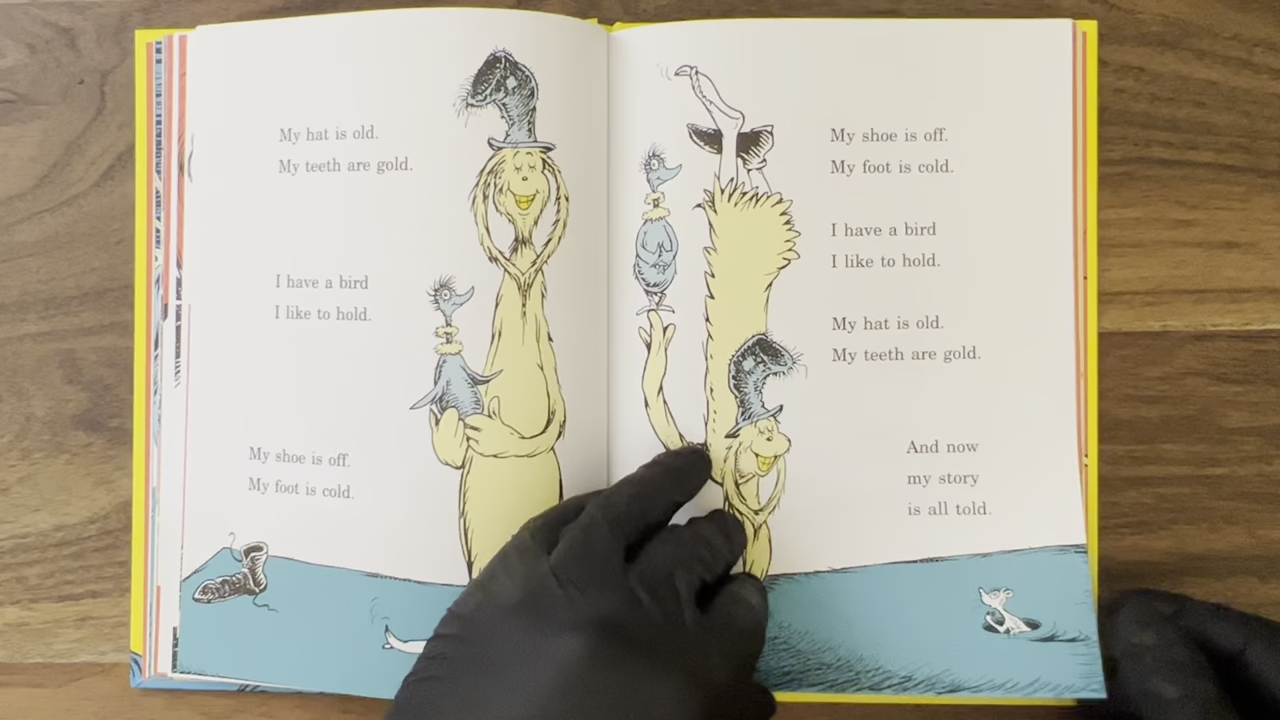 My hat is old.
My teeth are gold.
I have a bird
I like to hold.
My shoe is off.
My foot is cold.
My shoe is off.
My foot is cold.
I have a bird
I like to hold.
My hat is old.
My teeth are gold.
And now
my story
is all told.